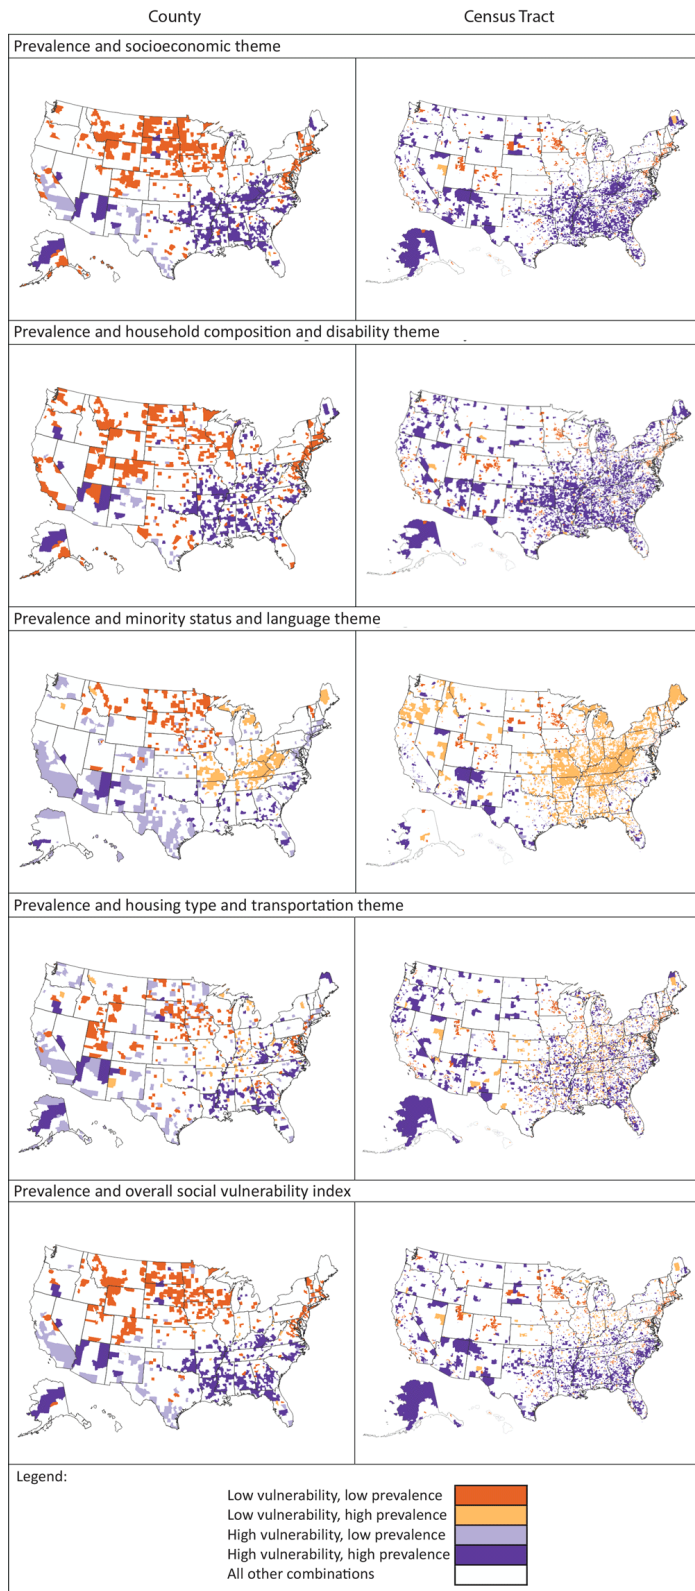 County Census Tract
Prevalence and socioeconomic theme
Prevalence and household composition and disability theme
Prevalence and minority status and language theme
Prevalence and housing type and transportation theme
Prevalence and overall social vulnerability index
Legend:
Low vulnerability, low prevalence
Low vulnerability, high prevalence
High vulnerability, low prevalence
High vulnerability, high prevalence
All other combinations